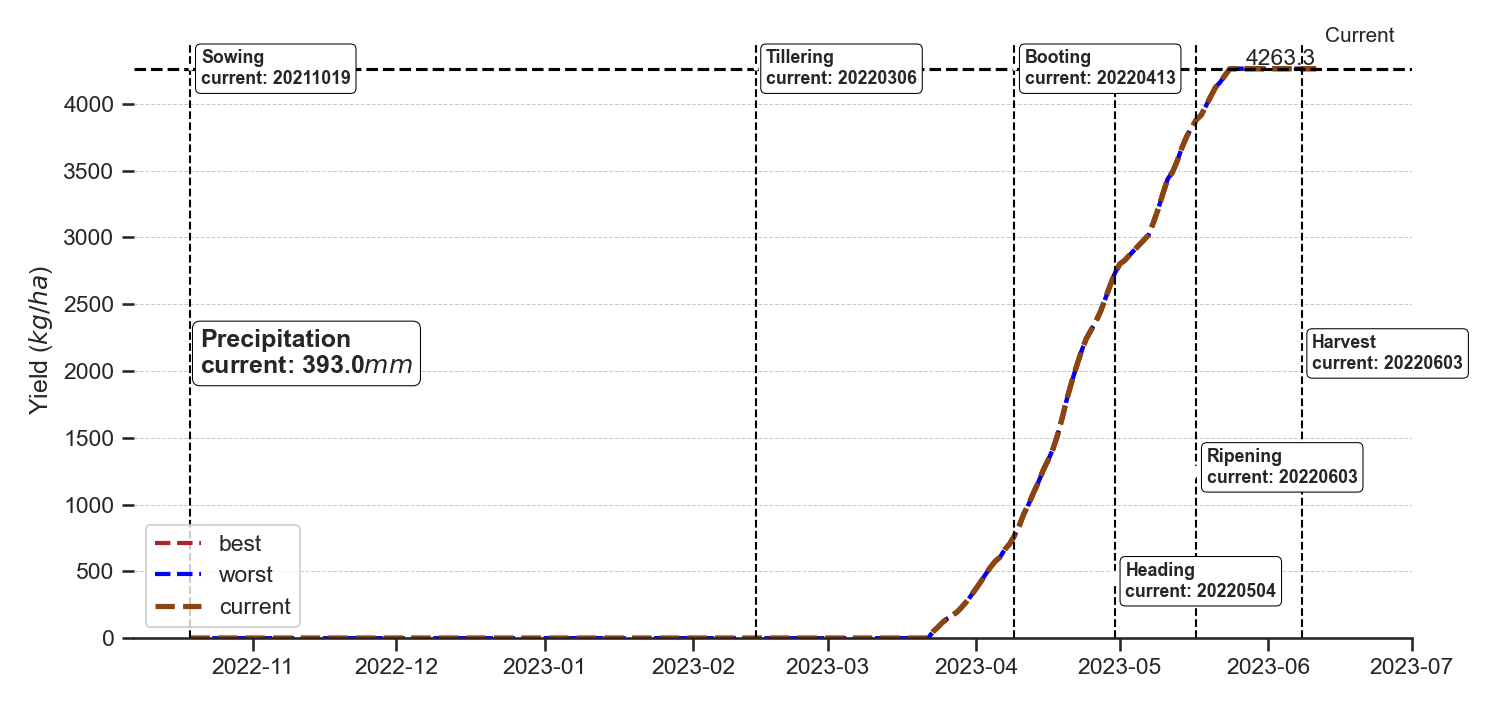 Current
4263.3
Sowing
current: 20211019
Tillering
current: 20220306
Booting
current: 20220413
Precipitation
current: 393.0mm
Harvest
current: 20220603
Ripening
current: 20220603
Heading
current: 20220504
Yield (kg/ha)
4000
3500
3000
2500
2000
1500
1000
500
0
best
worst
current
2022-11
2022-12
2023-01
2023-02
2023-03
2023-04
2023-05
2023-06
2023-07